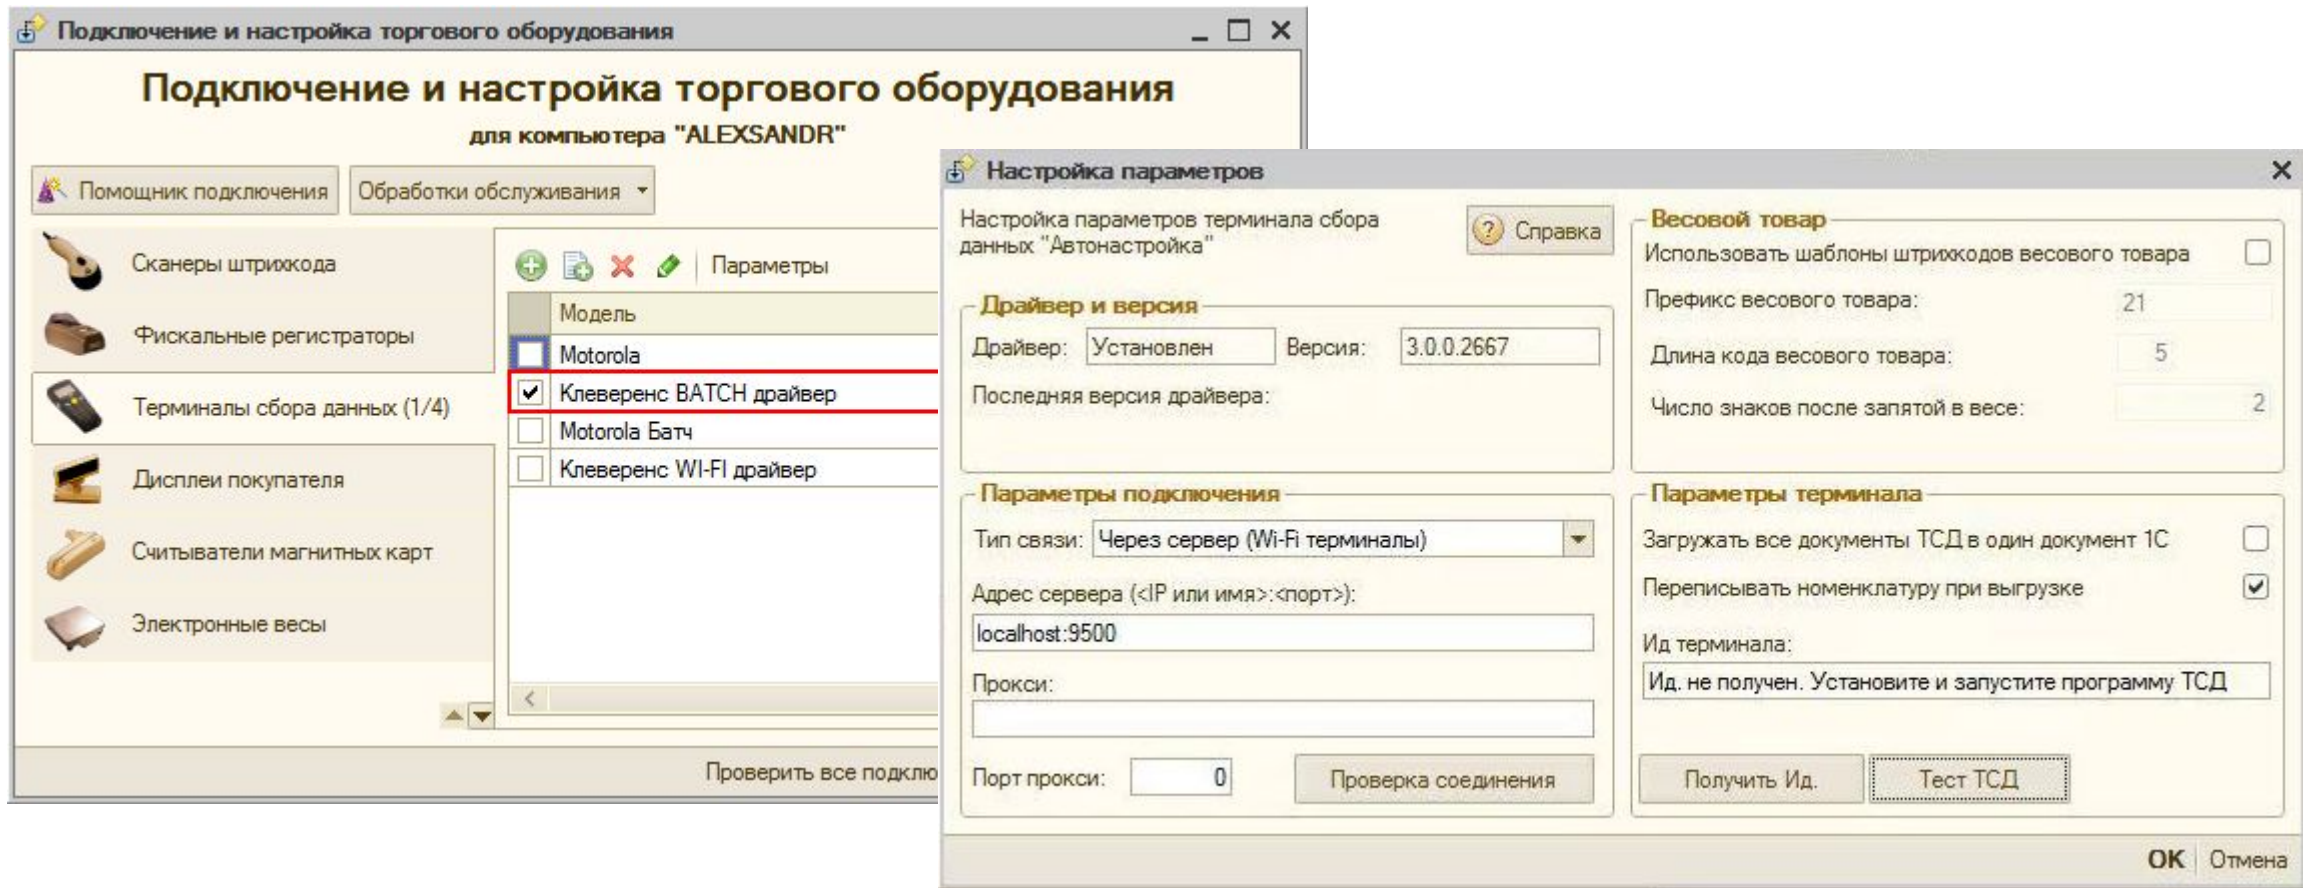 Подключение и настройка торгового оборудования
Подключение и настройка торгового оборудования
для компьютера "ALEXSANDR"
Помощник подключения
Обработки обслуживания
Сканеры штрихкода
Фискальные регистраторы
Терминалы сбора данных (1/4)
Дисплеи покупателя
Считыватели магнитных карт
Электронные весы
Параметры
Модель
Motorola
Клеверенс BATCH драйвер
Motorola Батч
Клеверенс WI-FI драйвер
Проверить все подклю
Настройка параметров
Настройка параметров терминала сбора
данных "Автонастройка"
? Справка
Драйвер и версия
Драйвер: Установлен Версия: 3.0.0.2667
Последняя версия драйвера:
Параметры подключения
Тип связи: Через сервер (Wi-Fi терминалы)
Адрес сервера (<IP или имя>:<порт>):
localhost:9500
Прокси:
Порт прокси: 0 Проверка соединения
Весовой товар
Использовать шаблоны штрихкодов весового товара
Префикс весового товара: 21
Длина кода весового товара: 5
Число знаков после запятой в весе: 2
Параметры терминала
Загружать все документы ТСД в один документ 1С
Переписывать номенклатуру при выгрузке
Ид терминала:
Ид. не получен. Установите и запустите программу ТСД
Получить Ид. Тест ТСД
OK Отмена